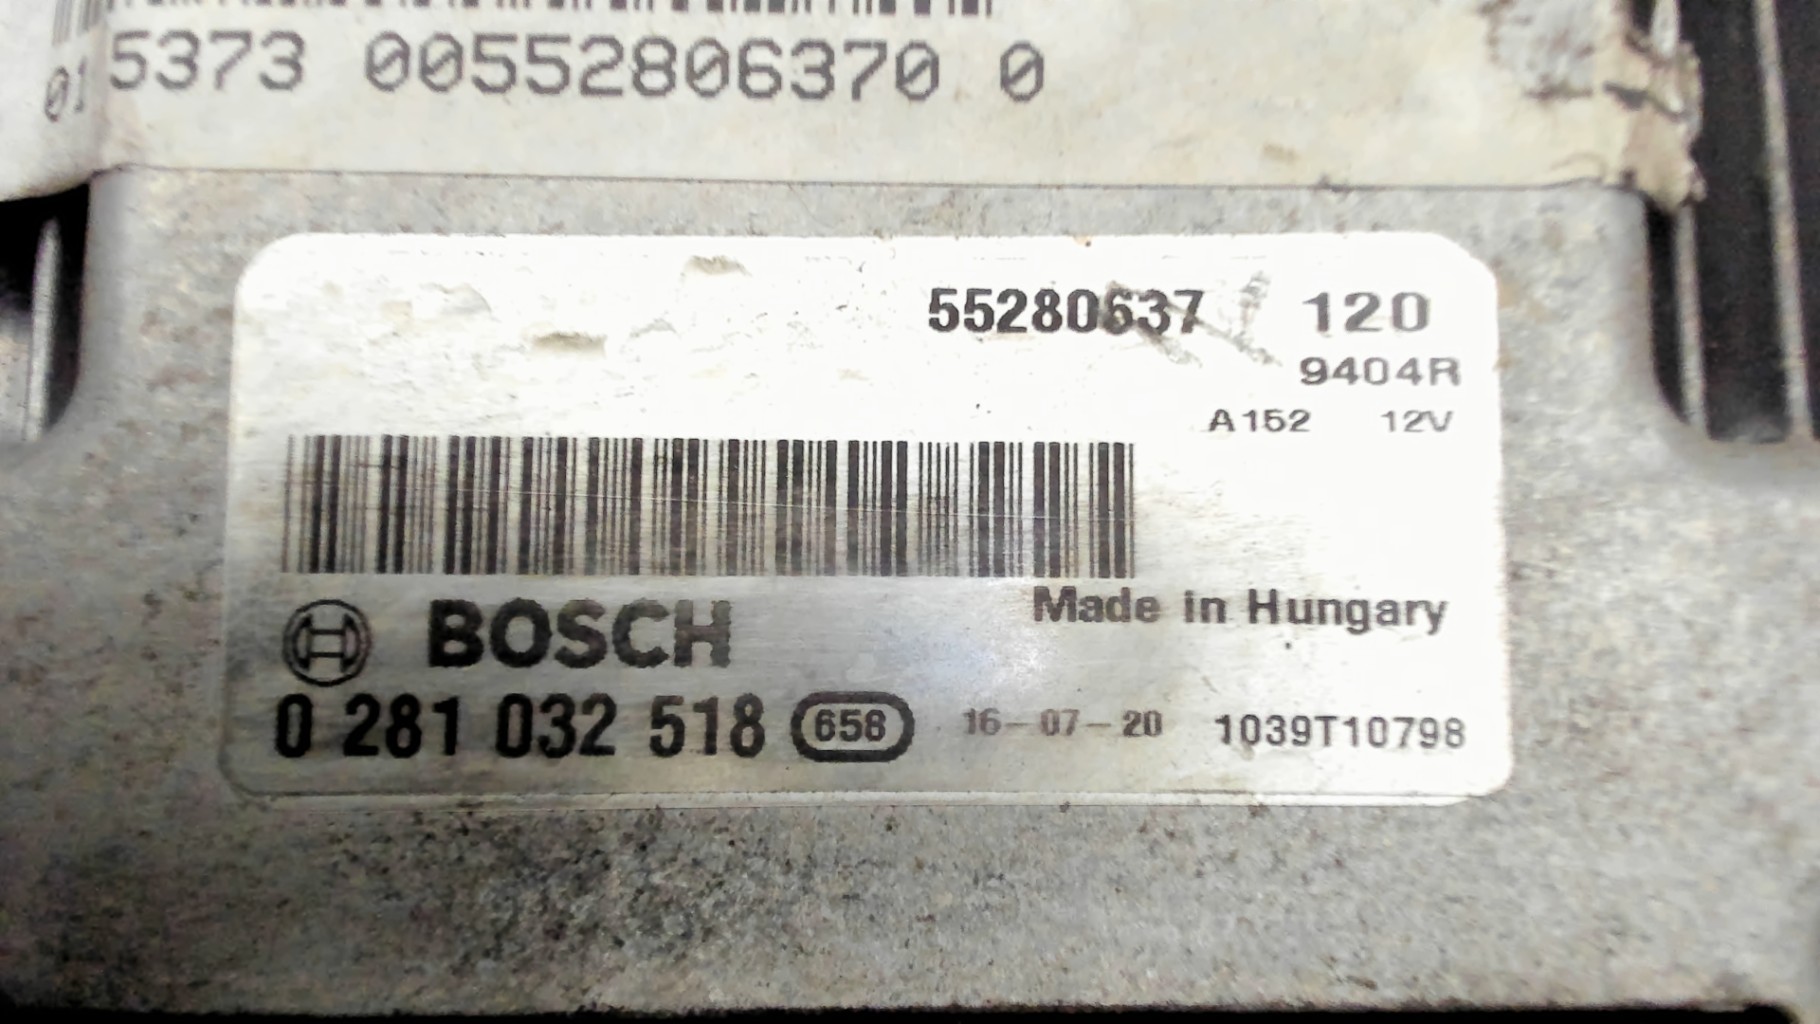 01 5373 00552806370 0
55280637 120
9404R
A152 12V
Made in Hungary
BOSCH
0 281 032 518 658 16-07-20 1039T10798